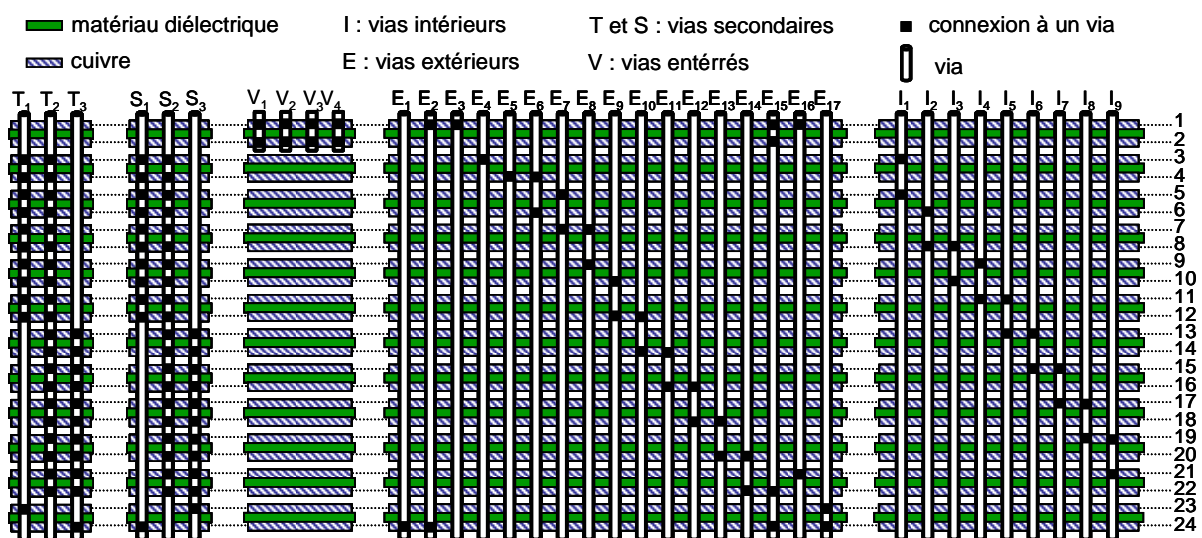 matériau diélectrique
I : vias intérieurs
T et S : vias secondaires
connexion à un via
cuivre
E : vias extérieurs
V : vias entérrés
via
T1 T2 T3 S1 S2 S3 V1 V2 V3 V4 E1 E2 E3 E4 E5 E6 E7 E8 E9 E10 E11 E12 E13 E14 E15 E16 E17 I1 I2 I3 I4 I5 I6 I7 I8 I9
1
2
3
4
5
6
7
8
9
10
11
12
13
14
15
16
17
18
19
20
21
22
23
24